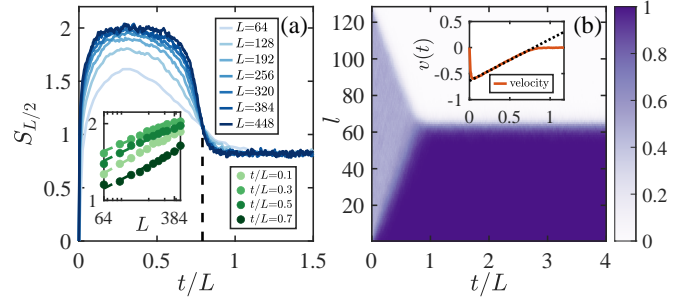 (a)
S_{L/2}
2
1.5
1
0.5
0
0
0.5
1
1.5
t/L
L=64
L=128
L=192
L=256
L=320
L=384
L=448
2
1
64
L
384
t/L=0.1
t/L=0.3
t/L=0.5
t/L=0.7
(b)
l
120
100
80
60
40
20
0
1
2
3
4
t/L
v(t)
0.5
0
-0.5
-1
0
0.5
1
velocity
1
0.8
0.6
0.4
0.2
0